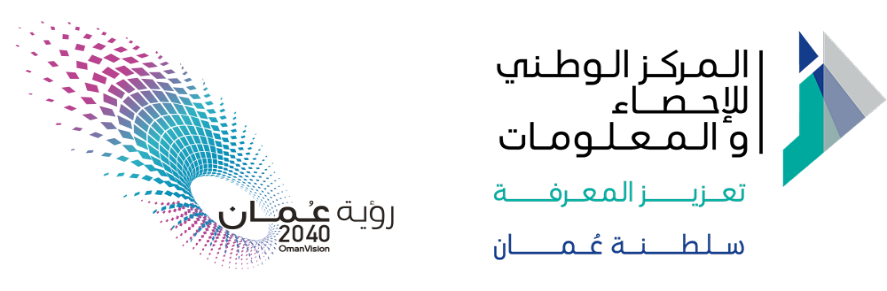 المركز الوطني
للإحصاء
والمعلومات
تعزيز المعرفة
سلطنة عُمان
رؤية عُمان
2040
OmanVision